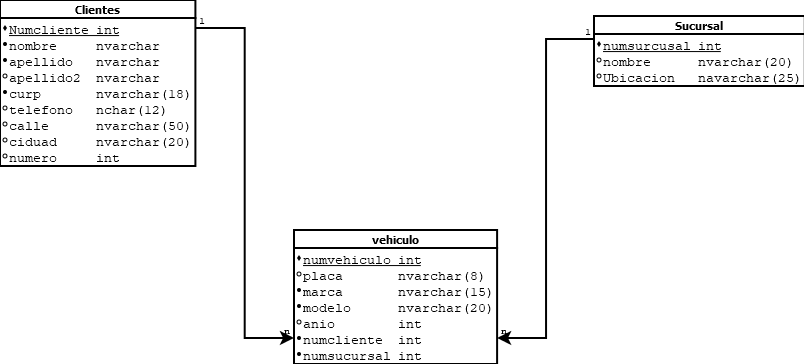 Clientes
Numcliente int
nombre nvarchar
apellido nvarchar
apellido2 nvarchar
curp nvarchar(18)
telefono nchar(12)
calle nvarchar(50)
ciduad nvarchar(20)
numero int
1
1
Sucursal
numsurcusal int
nombre nvarchar(20)
Ubicacion navarchar(25)
vehiculo
numvehiculo int
placa nvarchar(8)
marca nvarchar(15)
modelo nvarchar(20)
anio int
numcliente int
numsucursal int
n
n